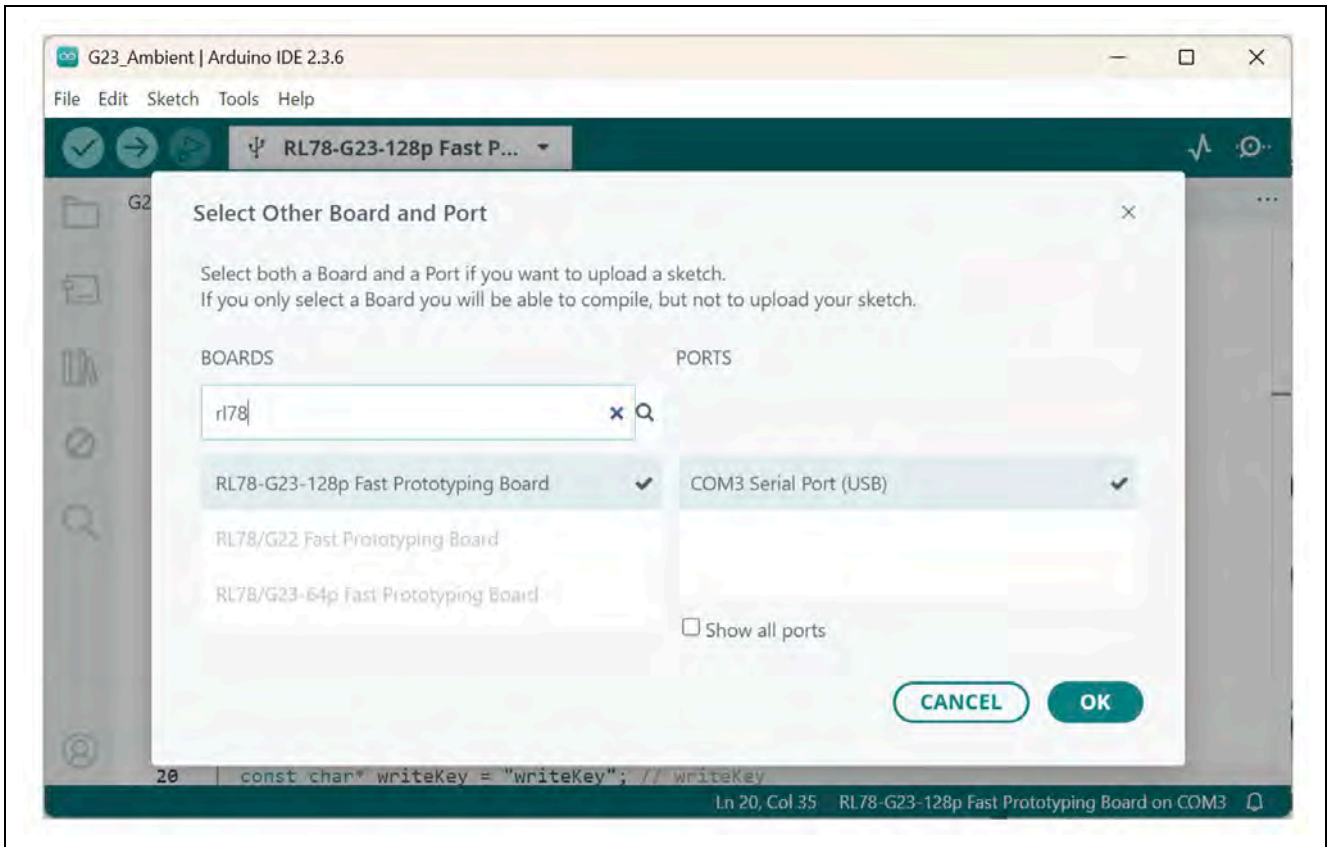 G23_Ambient | Arduino IDE 2.3.6
File Edit Sketch Tools Help
RL78-G23-128p Fast P...
G2
Select Other Board and Port
Select both a Board and a Port if you want to upload a sketch.
If you only select a Board you will be able to compile, but not to upload your sketch.
BOARDS
PORTS
rl78
RL78-G23-128p Fast Prototyping Board
COM3 Serial Port (USB)
RL78/G22 Fast Prototyping Board
RL78/G23-64p Fast Prototyping Board
Show all ports
CANCEL
OK
20 const char* writeKey = "writeKey"; // writeKey
Ln 20, Col 35 RL78-G23-128p Fast Prototyping Board on COM3